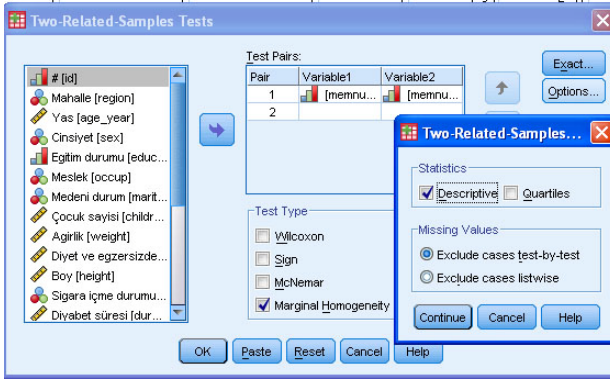 Two-Related-Samples Tests
# [id]
Mahalle [region]
Yas [age_year]
Cinsiyet [sex]
Egitim durumu [educ...
Meslek [occup]
Medeni durum [marit...
Çocuk sayisi [childr...
Agirlik [weight]
Diyet ve egzersizde...
Boy [height]
Sigara içme durumu...
Diyabet süresi [dur...
Test Pairs:
Pair Variable1 Variable2
1 [memnu... [memnu...
2
Exact...
Options...
Test Type
Wilcoxon
Sign
McNemar
Marginal Homogeneity
OK Paste Reset Cancel Help
Two-Related-Samples...
Statistics
Descriptive Quartiles
Missing Values
Exclude cases test-by-test
Exclude cases listwise
Continue Cancel Help